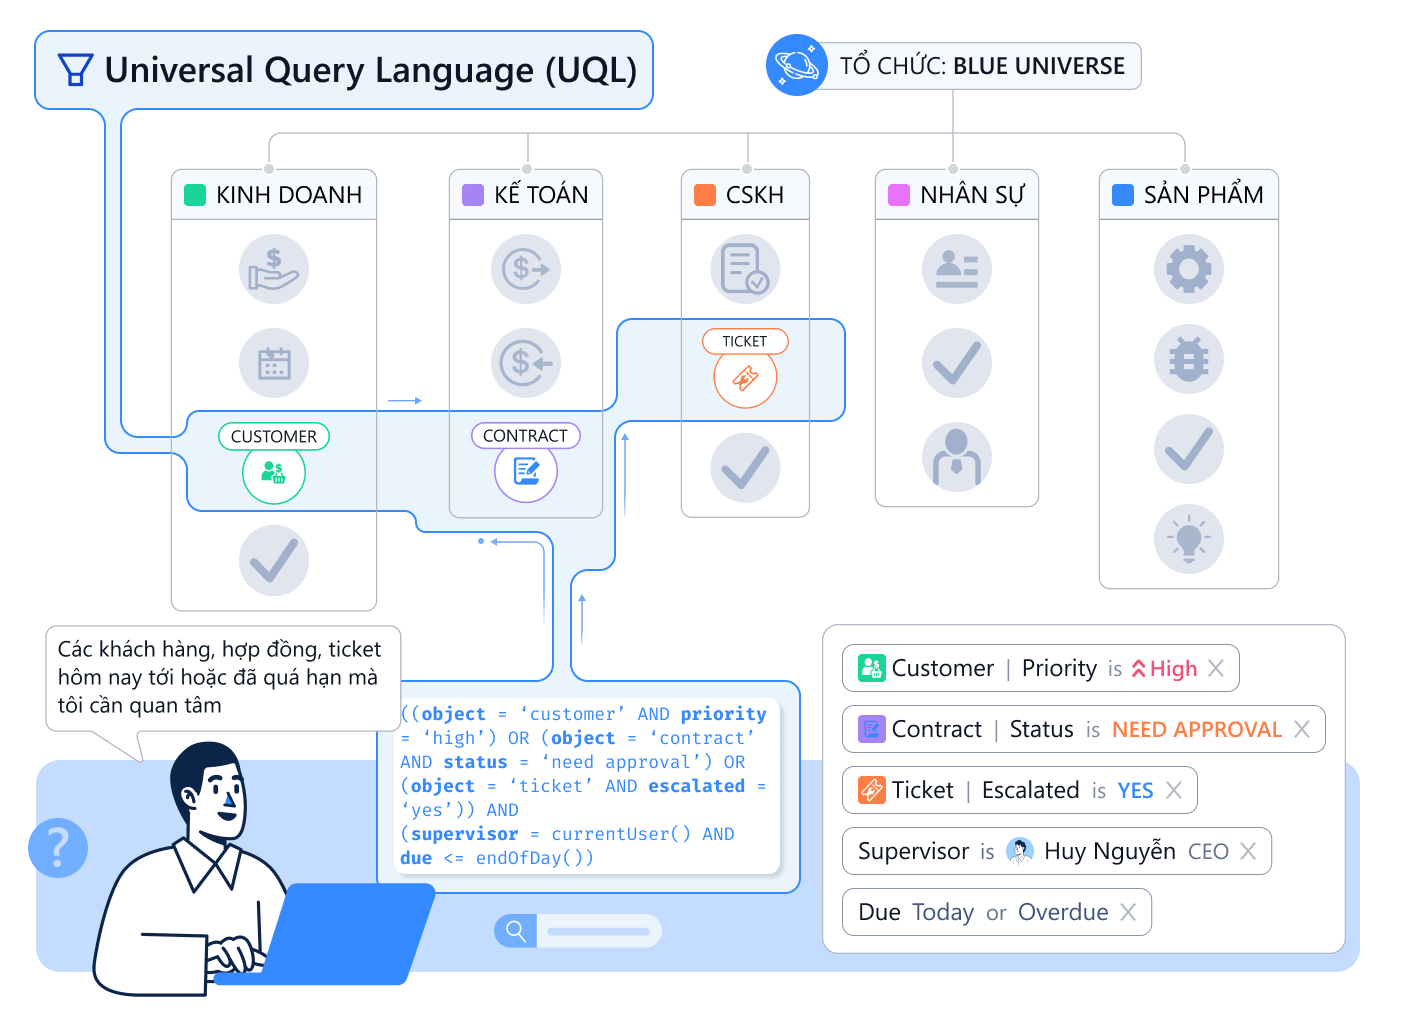 Universal Query Language (UQL)
TỔ CHỨC: BLUE UNIVERSE
KINH DOANH
KẾ TOÁN
CSKH
NHÂN SỰ
SẢN PHẨM
TICKET
CUSTOMER
CONTRACT
Các khách hàng, hợp đồng, ticket
hôm nay tới hoặc đã quá hạn mà
tôi cần quan tâm
((object = ‘customer’ AND priority
= ‘high’) OR (object = ‘contract’
AND status = ‘need approval’) OR
(object = ‘ticket’ AND escalated =
‘yes’)) AND
(supervisor = currentUser() AND
due <= endOfDay())
Customer | Priority is High X
Contract | Status is NEED APPROVAL X
Ticket | Escalated is YES X
Supervisor is Huy Nguyễn CEO X
Due Today or Overdue X
?